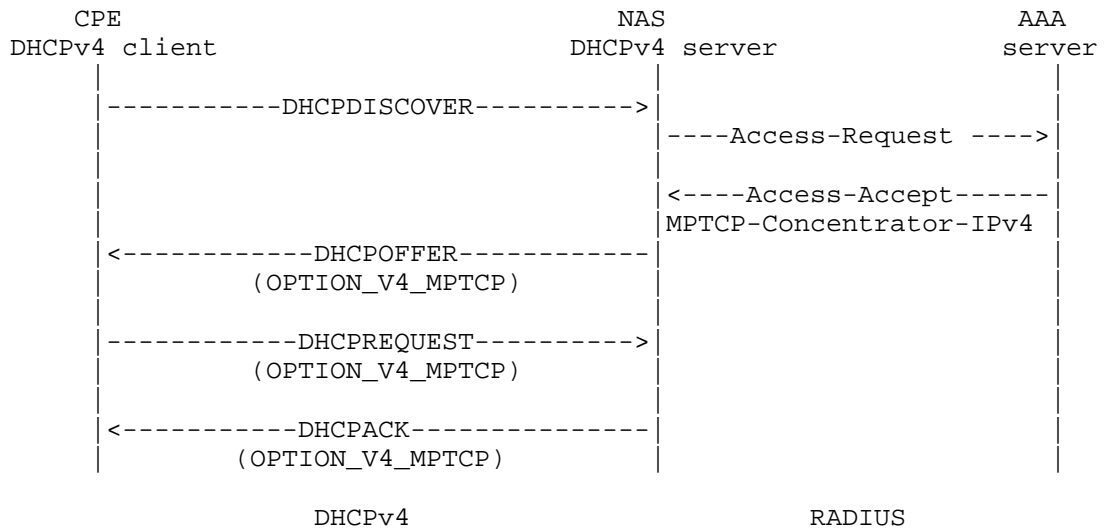 CPE NAS AAA
DHCPv4 client DHCPv4 server server
|-----------DHCPDISCOVER---------->|
|----Access-Request ---->|
|<----Access-Accept------|
|MPTCP-Concentrator-IPv4
|<------------DHCPOFFER------------|
(OPTION_V4_MPTCP)
|------------DHCPREQUEST---------->|
(OPTION_V4_MPTCP)
|<-----------DHCPACK---------------|
(OPTION_V4_MPTCP)
DHCPv4 RADIUS